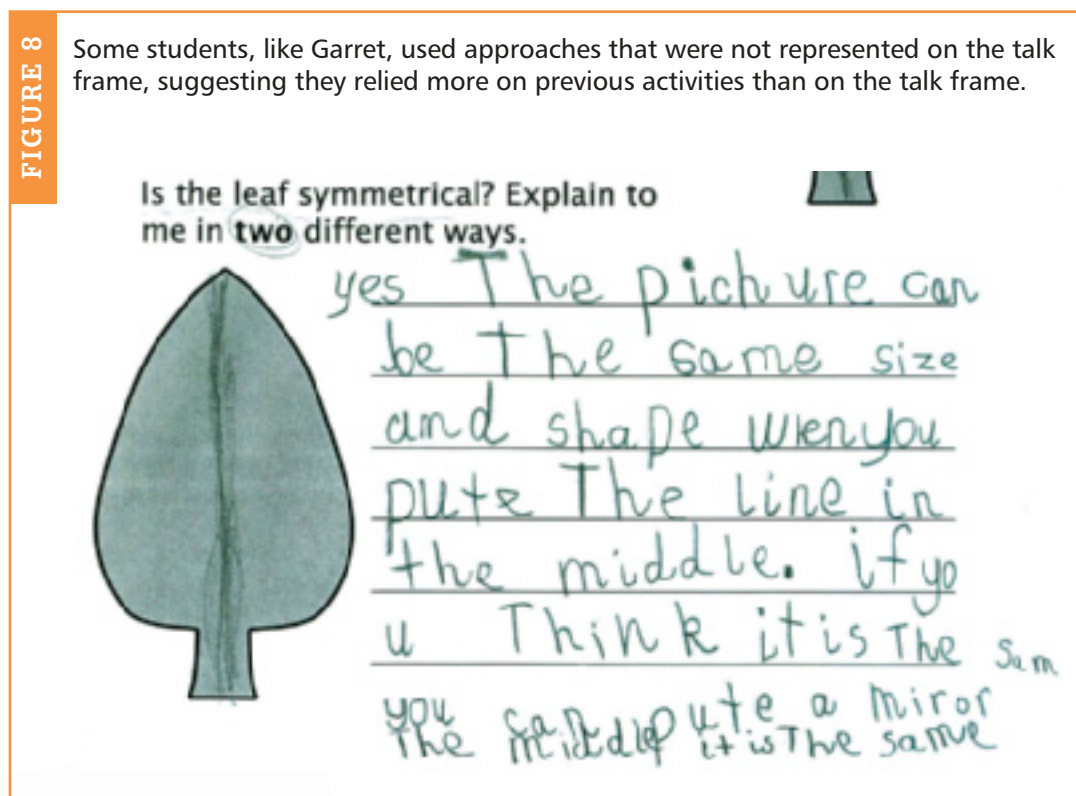 FIGURE 8
Some students, like Garret, used approaches that were not represented on the talk
frame, suggesting they relied more on previous activities than on the talk frame.
Is the leaf symmetrical? Explain to
me in two different ways.
yes The pichure can
be The same size
and shape wrenyou
pute The line in
the middle. if yo
u Think it is The sam
you can pute a miror
The middle it is The same